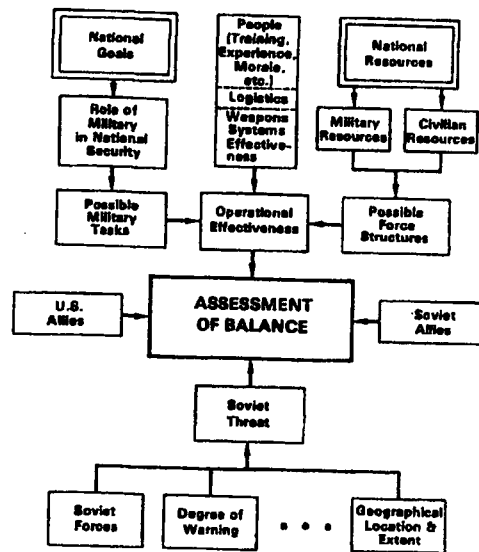 National
Goals
People
(Training,
Experience,
Morale,
etc.)
Logistics
Weapons
Systems
Effective-
ness
National
Resources
Role of
Military
in National
Security
Military
Resources
Civilian
Resources
Possible
Military
Tasks
Operational
Effectiveness
Possible
Force
Structures
U.S.
Allies
ASSESSMENT
OF BALANCE
Soviet
Allies
Soviet
Threat
Soviet
Forces
Degree of
Warning
• • •
Geographical
Location &
Extent